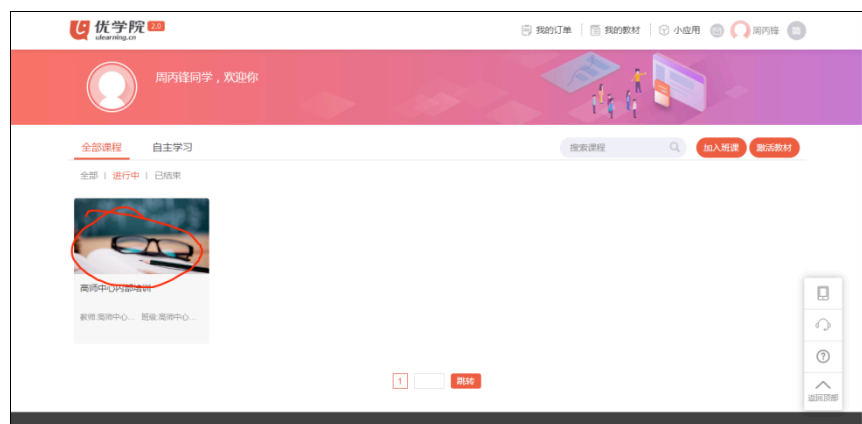 优学院 2.0
ulearning.cn
我的订单 我的教材 小应用 周丙锋
周丙锋同学，欢迎你
全部课程 自主学习
搜索课程 加入班课 激活教材
全部 | 进行中 | 已结束
高师中心内部培训
教师:高师中心... 班级:高师中心...
1 跳转
返回顶部